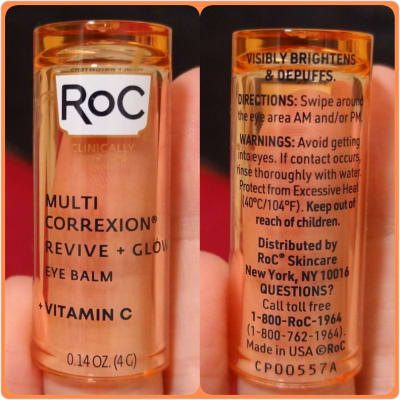 RoC
CLINICALLY
MULTI
CORREXION®
REVIVE + GLOW
EYE BALM
+ VITAMIN C
0.14 OZ. (4G)
VISIBLY BRIGHTENS
& DEPUFFS.
DIRECTIONS: Swipe around
the eye area AM and/or PM.
WARNINGS: Avoid getting
into eyes. If contact occurs,
rinse thoroughly with water.
Protect from Excessive Heat
(40°C/104°F). Keep out of
reach of children.
Distributed by
RoC® Skincare
New York, NY 10016
QUESTIONS?
Call toll free
1-800-RoC-1964
(1-800-762-1964).
Made in USA ©RoC
CP00557A